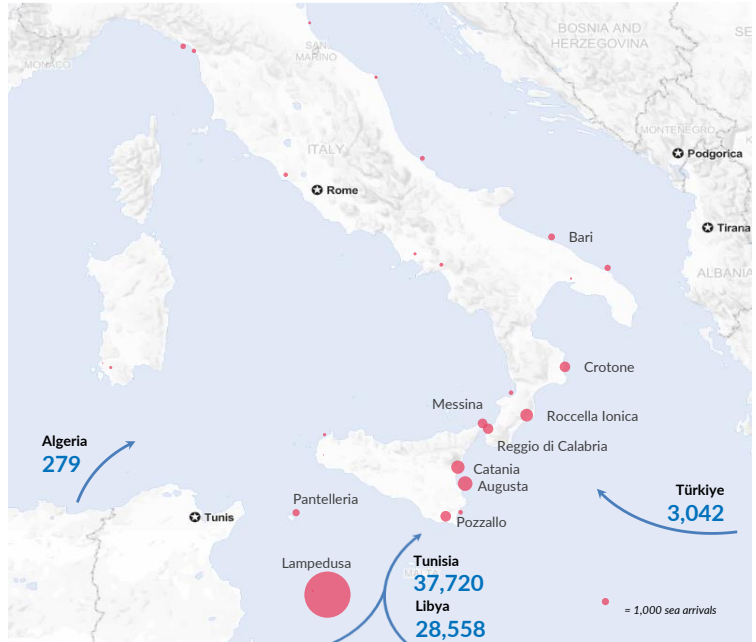 BOSNIA AND
HERZEGOVINA
SE
SAN
MARINO
MONACO
MONTENEGRO
K
ITALY
Podgorica
Rome
Tirana
Bari
ALBANIA
Crotone
Messina
Roccella Ionica
Reggio di Calabria
Algeria
279
Catania
Augusta
Türkiye
3,042
Pantelleria
Tunis
Pozzallo
Lampedusa
Tunisia
MALTA
37,720
Libya
28,558
= 1,000 sea arrivals